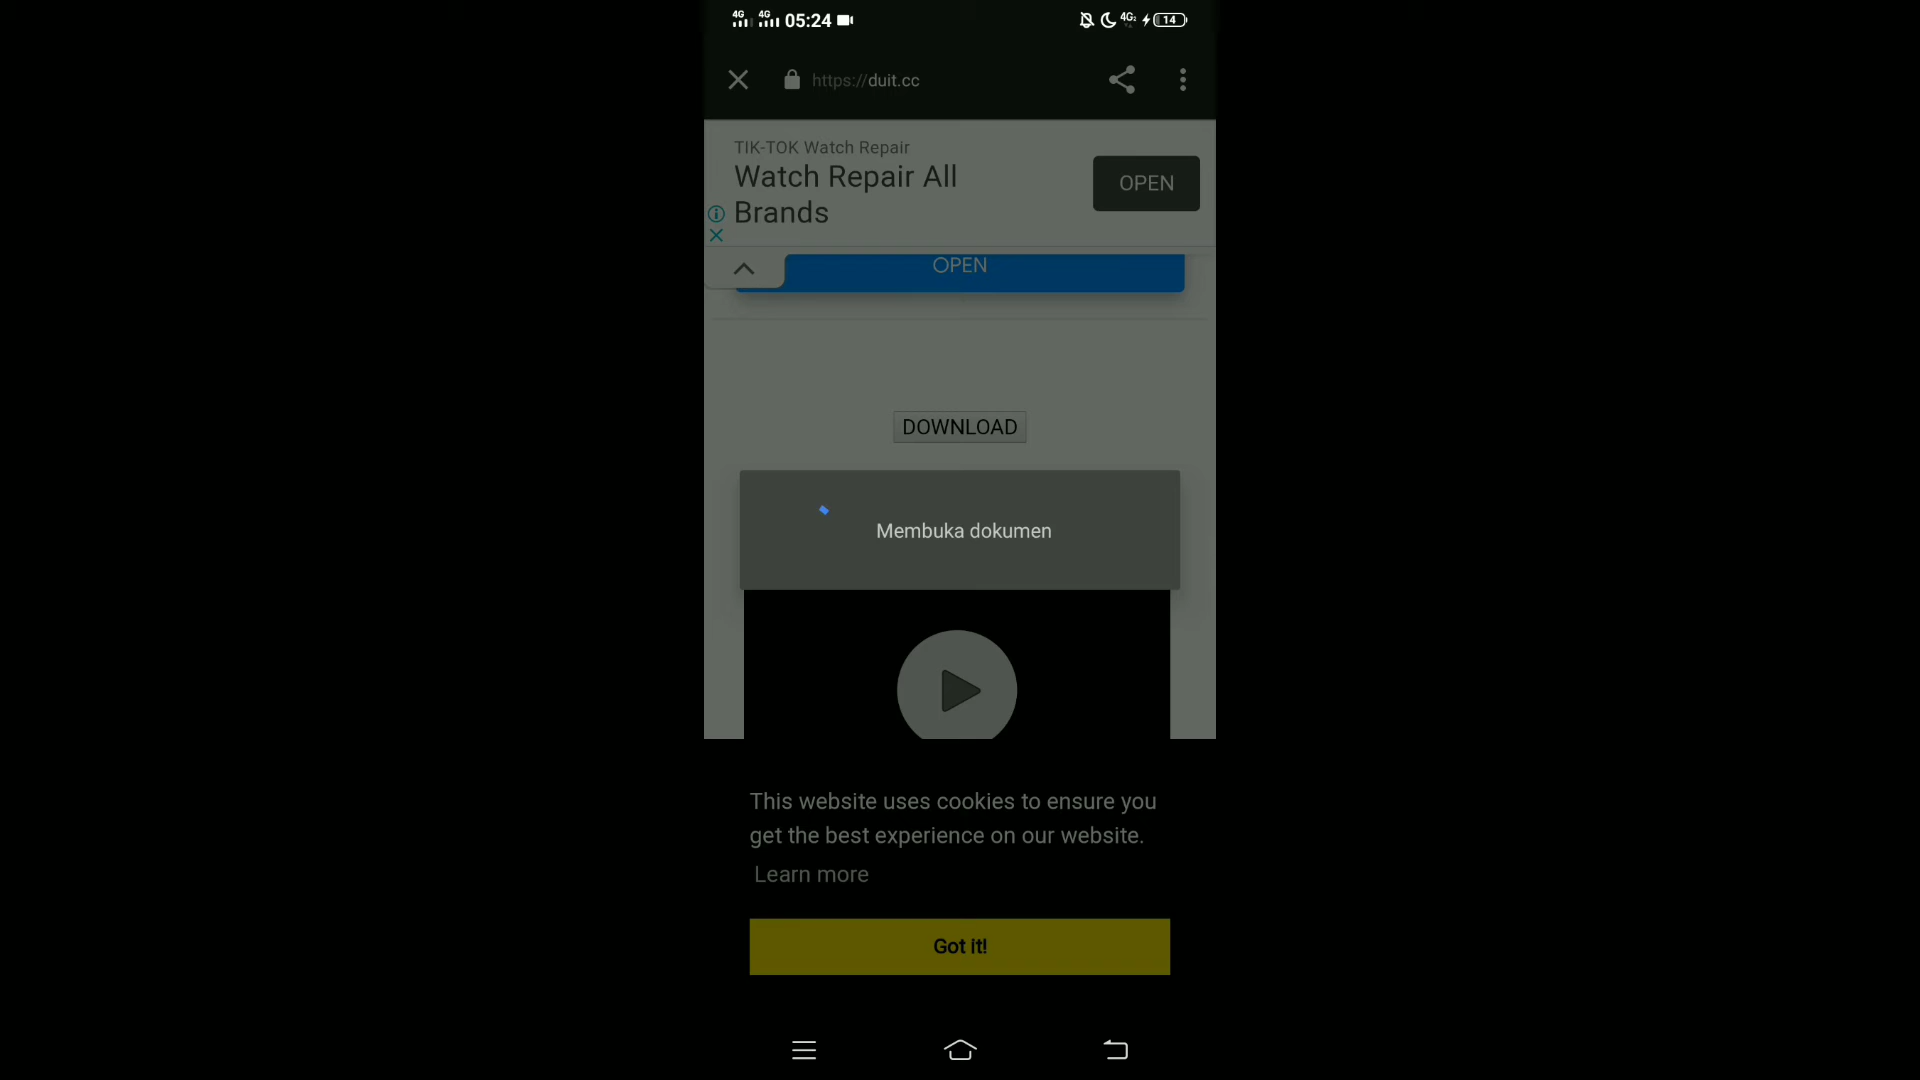 4G 4G 05:24 4G2 14
https://duit.cc
TIK-TOK Watch Repair
Watch Repair All
Brands
OPEN
OPEN
DOWNLOAD
Membuka dokumen
This website uses cookies to ensure you
get the best experience on our website.
Learn more
Got it!